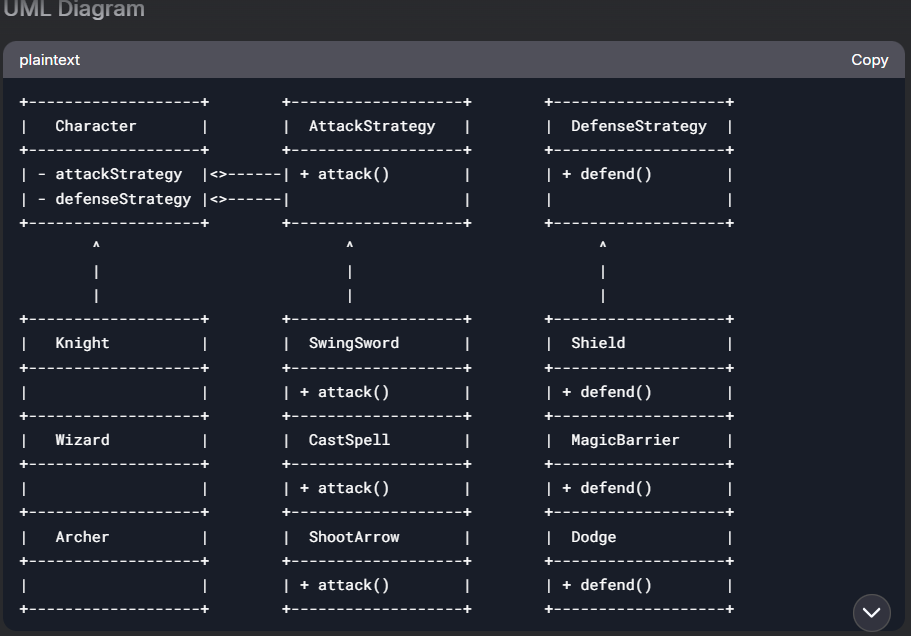 UML Diagram
plaintext Copy
+-------------------+        +-------------------+        +-------------------+
|   Character       |        |  AttackStrategy   |        |  DefenseStrategy  |
+-------------------+        +-------------------+        +-------------------+
| - attackStrategy  |<>------| + attack()        |        | + defend()        |
| - defenseStrategy |<>------|                   |        |                   |
+-------------------+        +-------------------+        +-------------------+
        ^                           ^                           ^
        |                           |                           |
        |                           |                           |
+-------------------+        +-------------------+        +-------------------+
|   Knight          |        |  SwingSword       |        |  Shield           |
+-------------------+        +-------------------+        +-------------------+
|                   |        | + attack()        |        | + defend()        |
+-------------------+        +-------------------+        +-------------------+
|   Wizard          |        |  CastSpell        |        |  MagicBarrier     |
+-------------------+        +-------------------+        +-------------------+
|                   |        | + attack()        |        | + defend()        |
+-------------------+        +-------------------+        +-------------------+
|   Archer          |        |  ShootArrow       |        |  Dodge            |
+-------------------+        +-------------------+        +-------------------+
|                   |        | + attack()        |        | + defend()        |
+-------------------+        +-------------------+        +-------------------+